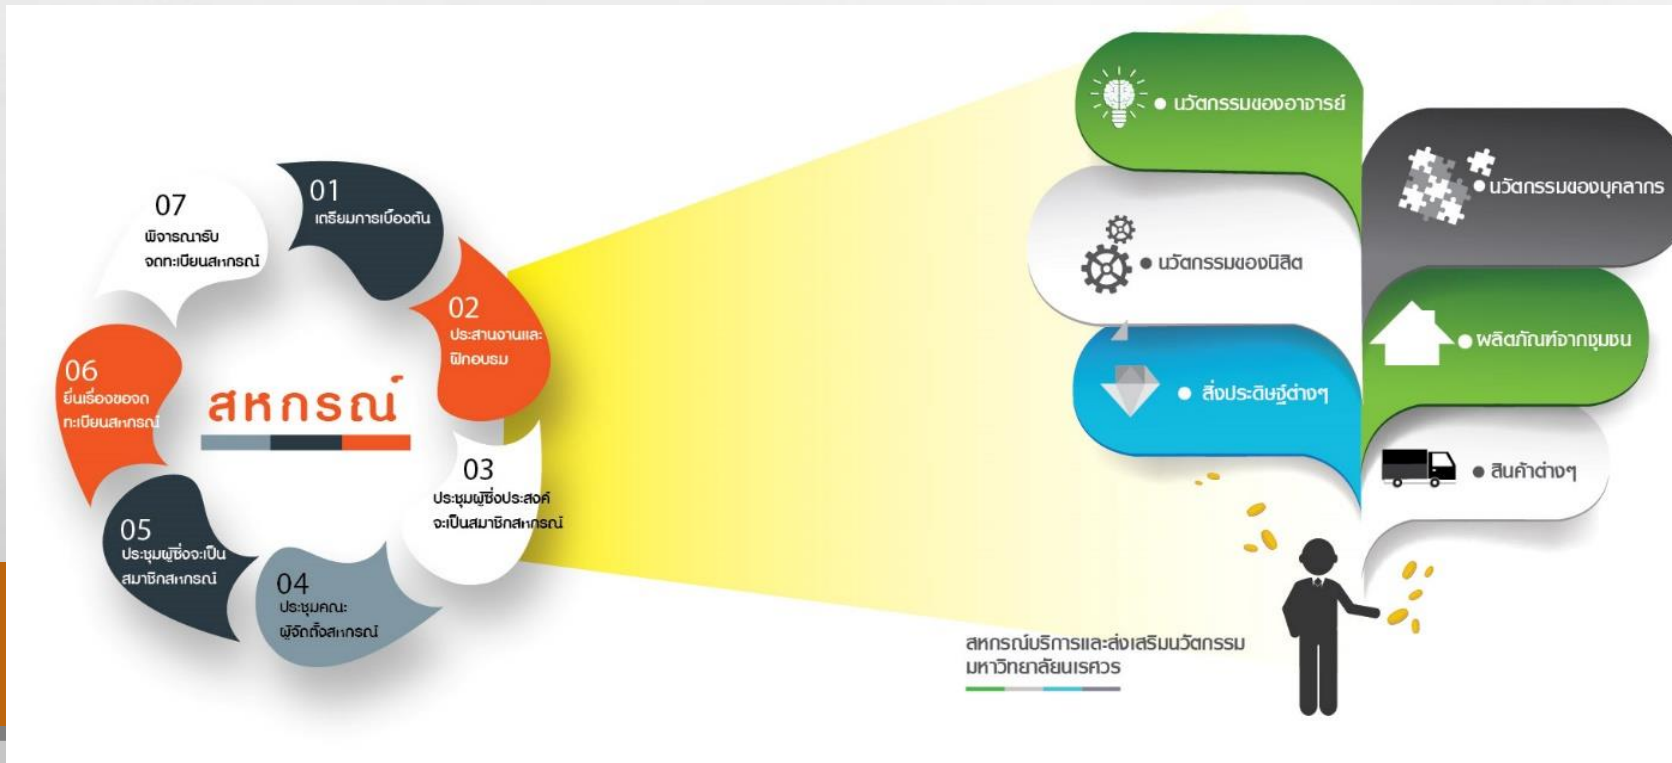 01
เตรียมการเบื้องต้น
02
ประสานงานและ
ฝึกอบรม
03
ประชุมผู้ซึ่งประสงค์
จะเป็นสมาชิกสหกรณ์
04
ประชุมคณะ
ผู้จัดตั้งสหกรณ์
05
ประชุมผู้ซึ่งจะเป็น
สมาชิกสหกรณ์
06
ยื่นเรื่องขอจด
ทะเบียนสหกรณ์
07
พิจารณารับ
จดทะเบียนสหกรณ์
สหกรณ์
นวัตกรรมของอาจารย์
นวัตกรรมของบุคลากร
นวัตกรรมของนิสิต
ผลิตภัณฑ์จากชุมชน
สิ่งประดิษฐ์ต่างๆ
สินค้าต่างๆ
สหกรณ์บริการและส่งเสริมนวัตกรรม
มหาวิทยาลัยนเรศวร